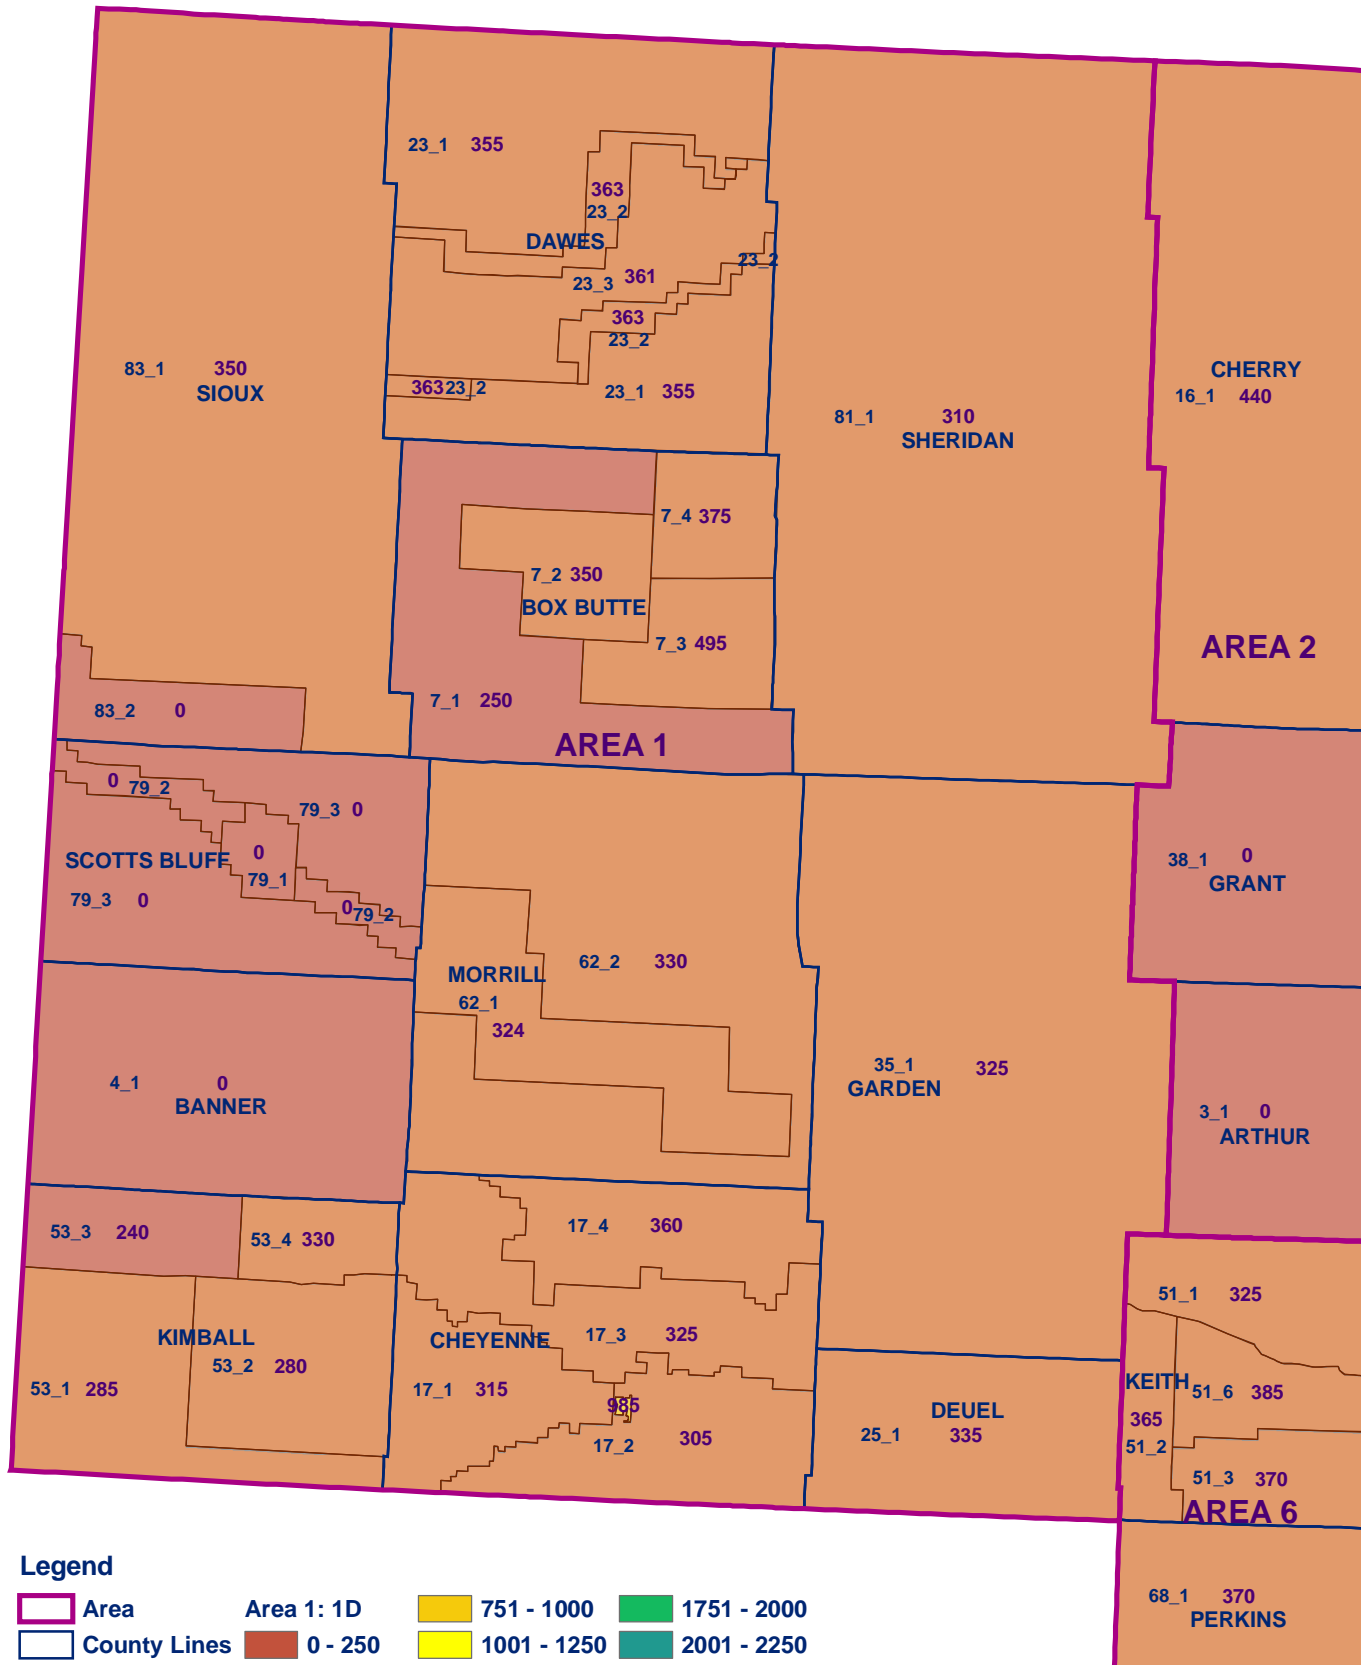 23_1 355
363
23_2
DAWES
23_2
23_3 361
363
23_2
83_1 350
SIOUX
363 23_2
23_1 355
81_1 310
SHERIDAN
CHERRY
16_1 440
7_4 375
7_2 350
BOX BUTTE
7_3 495
AREA 2
7_1 250
83_2 0
AREA 1
0 79_2
79_3 0
SCOTTS BLUFF 0
79_1
79_3 0
0 79_2
38_1 0
GRANT
62_2 330
MORRILL
62_1
324
35_1 325
GARDEN
4_1 0
BANNER
3_1 0
ARTHUR
53_3 240
53_4 330
17_4 360
51_1 325
KIMBALL
53_2 280
CHEYENNE
17_3 325
53_1 285
17_1 315
985
17_2 305
DEUEL
25_1 335
KEITH 51_6 385
365
51_2
51_3 370
AREA 6
68_1 370
PERKINS
Legend
Area Area 1: 1D 751 - 1000 1751 - 2000
County Lines 0 - 250 1001 - 1250 2001 - 2250